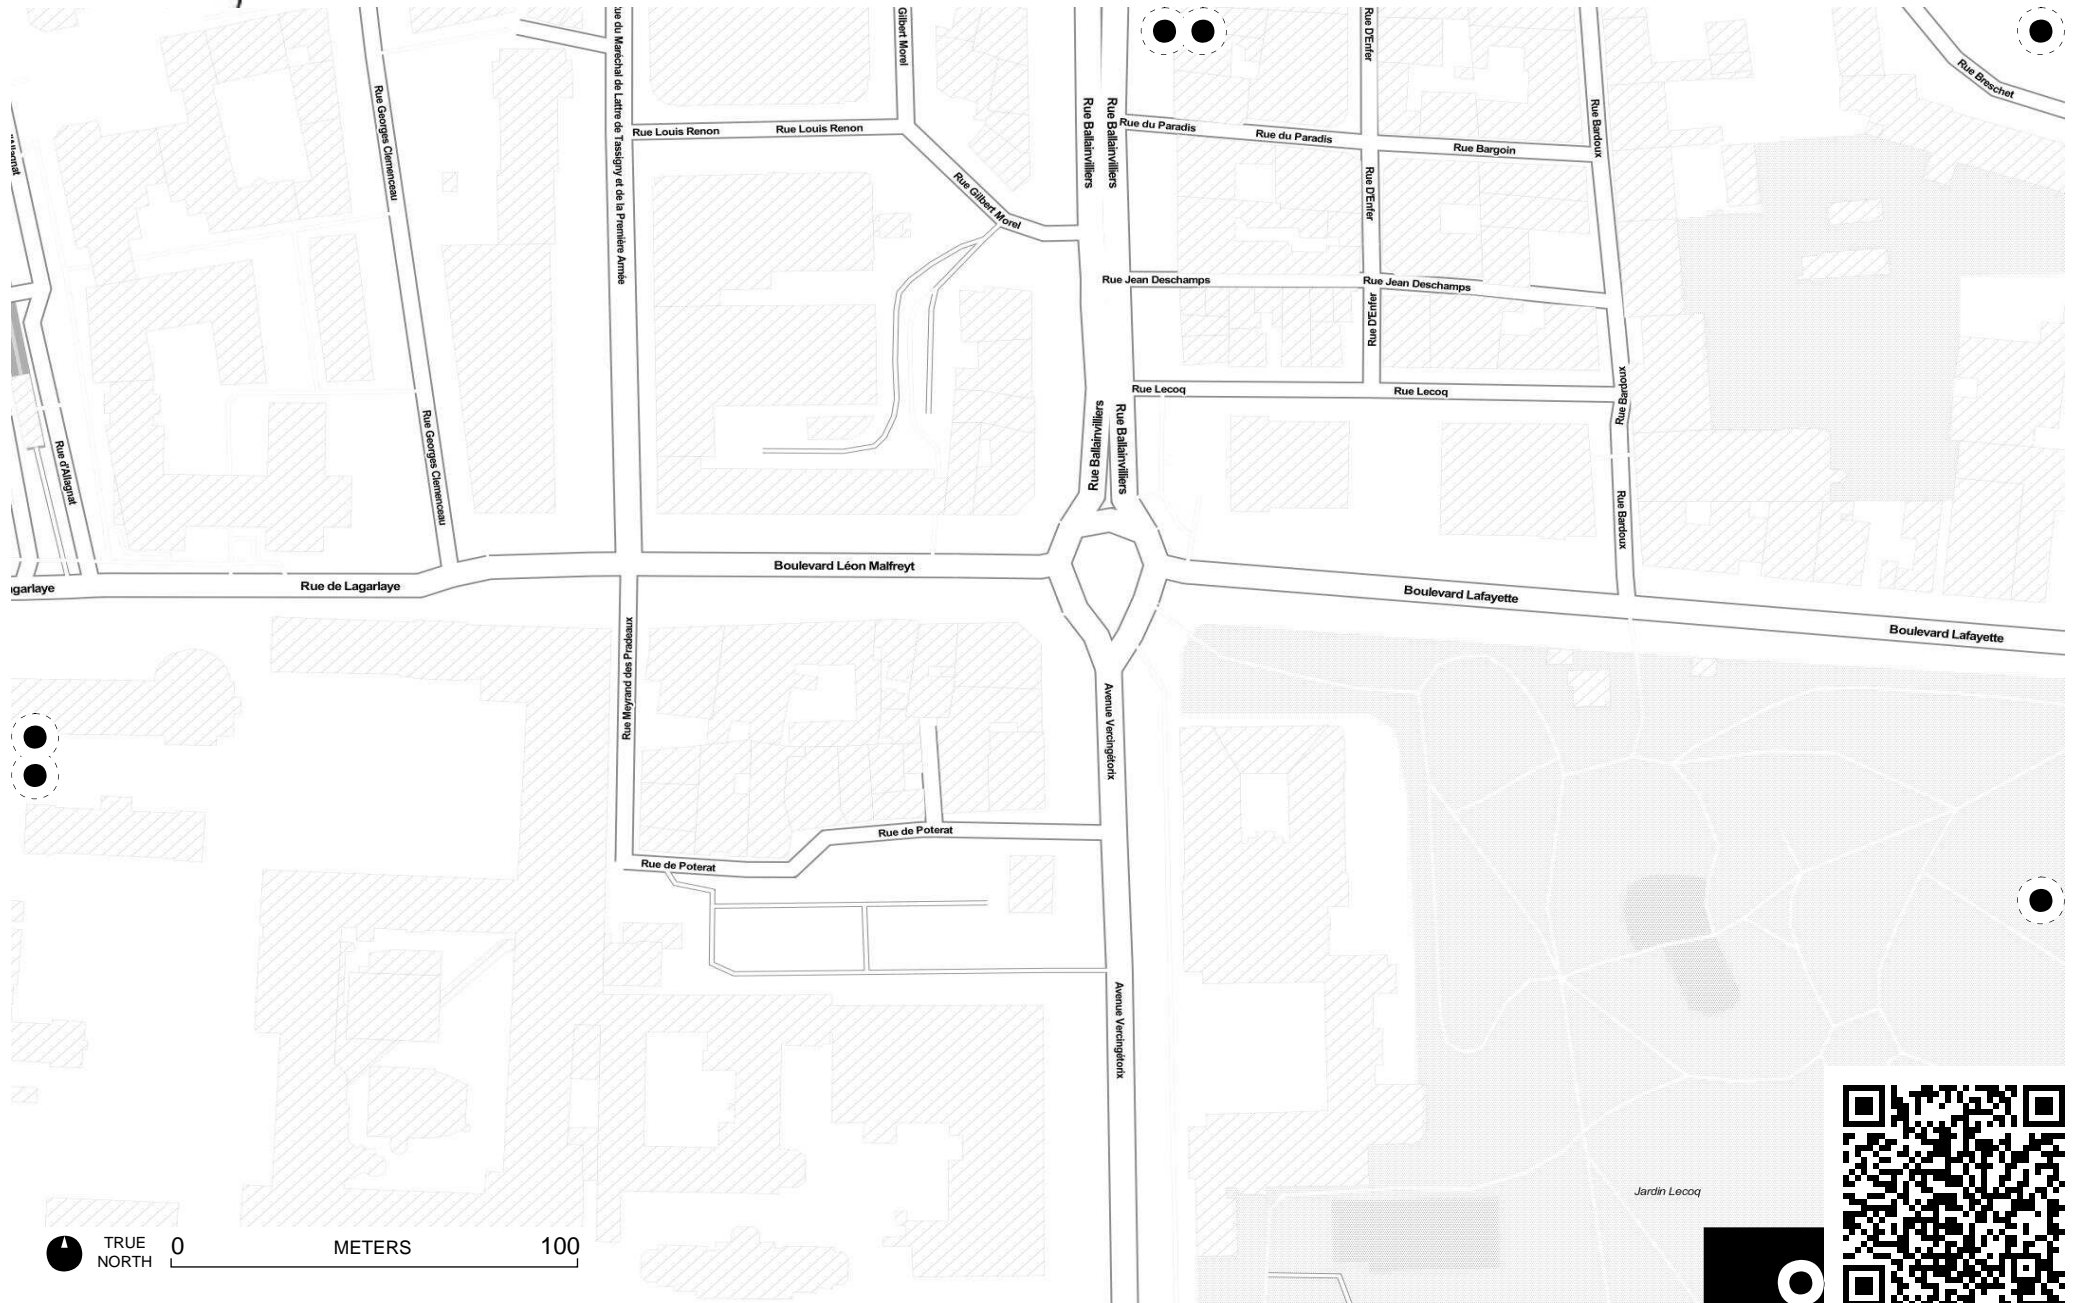 Rue du Maréchal de Lattre de Tassigny et de la Première Armée
Gilbert Morel
Rue D'Enfer
Rue Breschet
Rue Georges Clemenceau
Rue Louis Renon
Rue Louis Renon
Rue Ballainvilliers
Rue Ballainvilliers
Rue du Paradis
Rue du Paradis
Rue Bargoin
Rue Bardoux
Rue Gilbert Morel
Rue D'Enfer
Rue Jean Deschamps
Rue Jean Deschamps
Rue D'Enfer
Rue Lecoq
Rue Lecoq
Rue Bardoux
Rue Georges Clemenceau
Rue d'Allagnat
Rue Ballainvilliers
Rue Ballainvilliers
Rue Bardoux
garlaye
Rue de Lagarlaye
Boulevard Léon Malfreyt
Boulevard Lafayette
Boulevard Lafayette
Rue Meyrand des Pradeaux
Avenue Vercingétorix
Rue de Poterat
Rue de Poterat
Avenue Vercingétorix
Jardin Lecoq
TRUE
NORTH
0 METERS 100